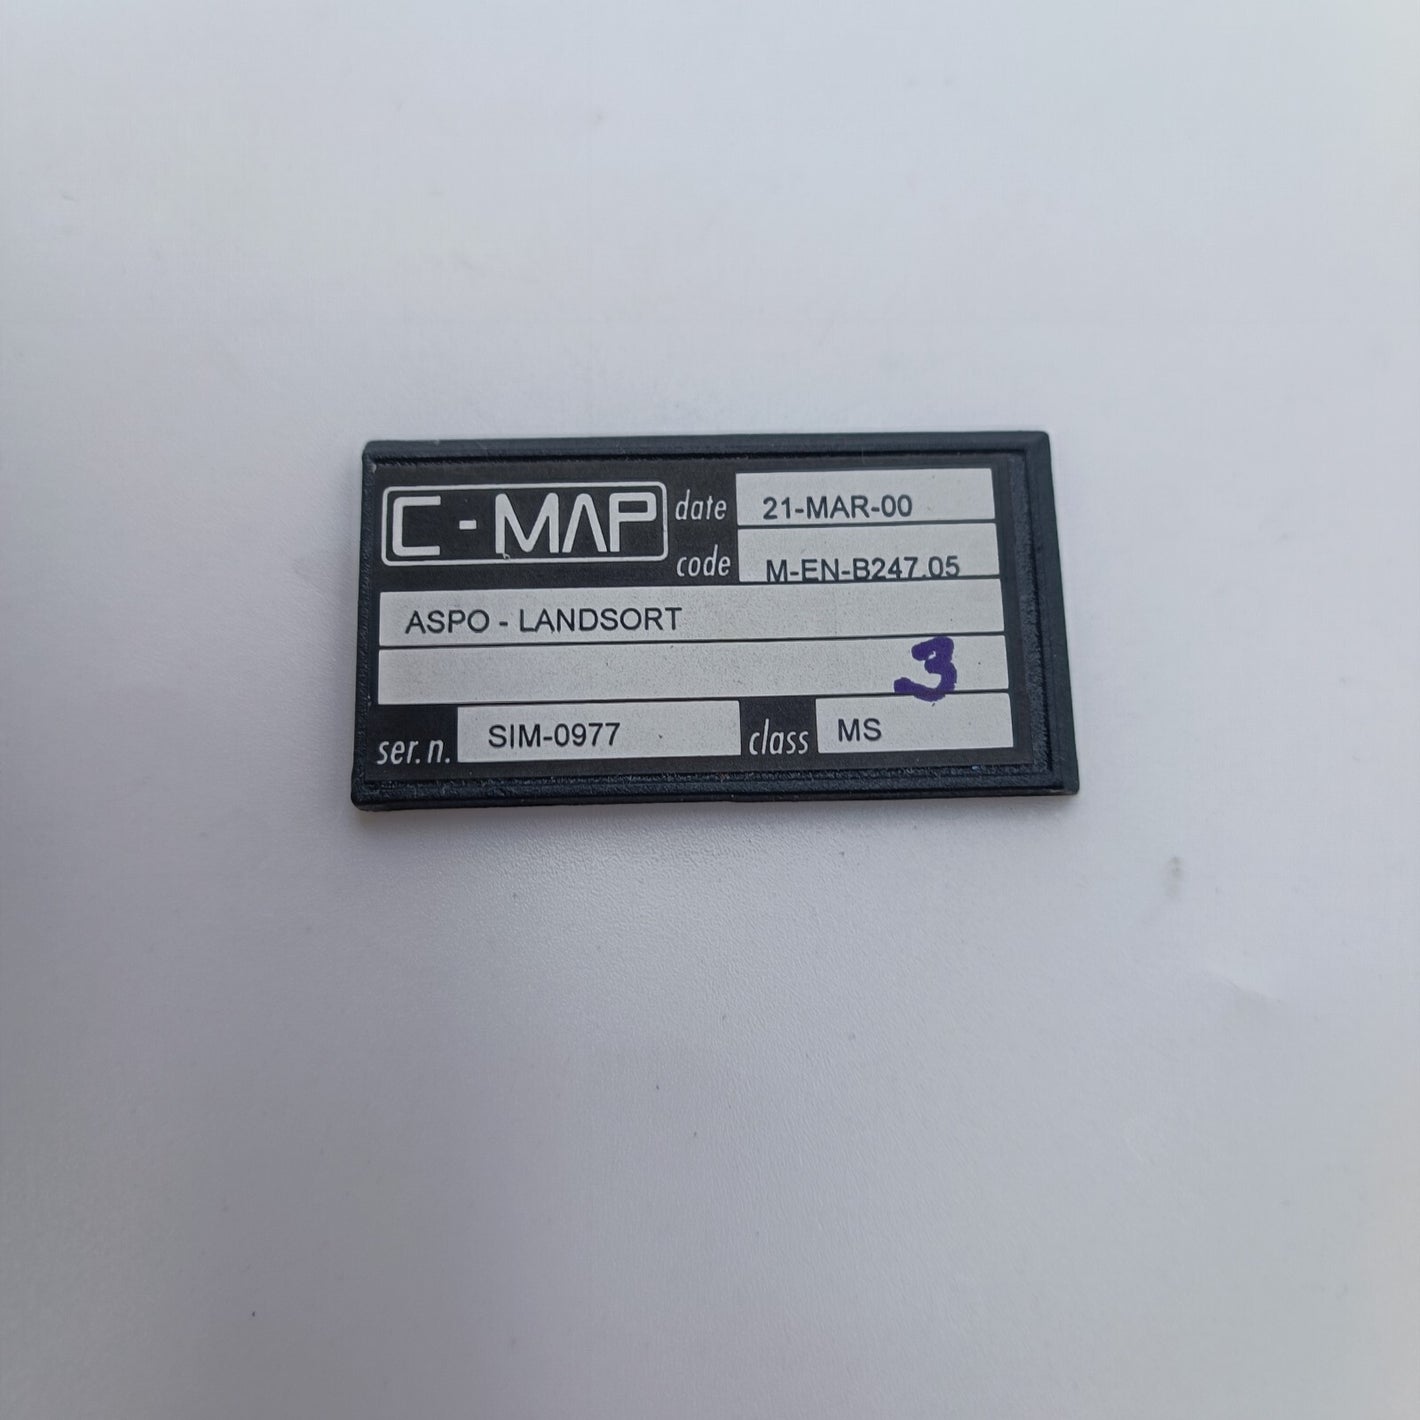 C-MAP date 21-MAR-00
code M-EN-B247.05
ASPO - LANDSORT
3
ser. n. SIM-0977 class MS